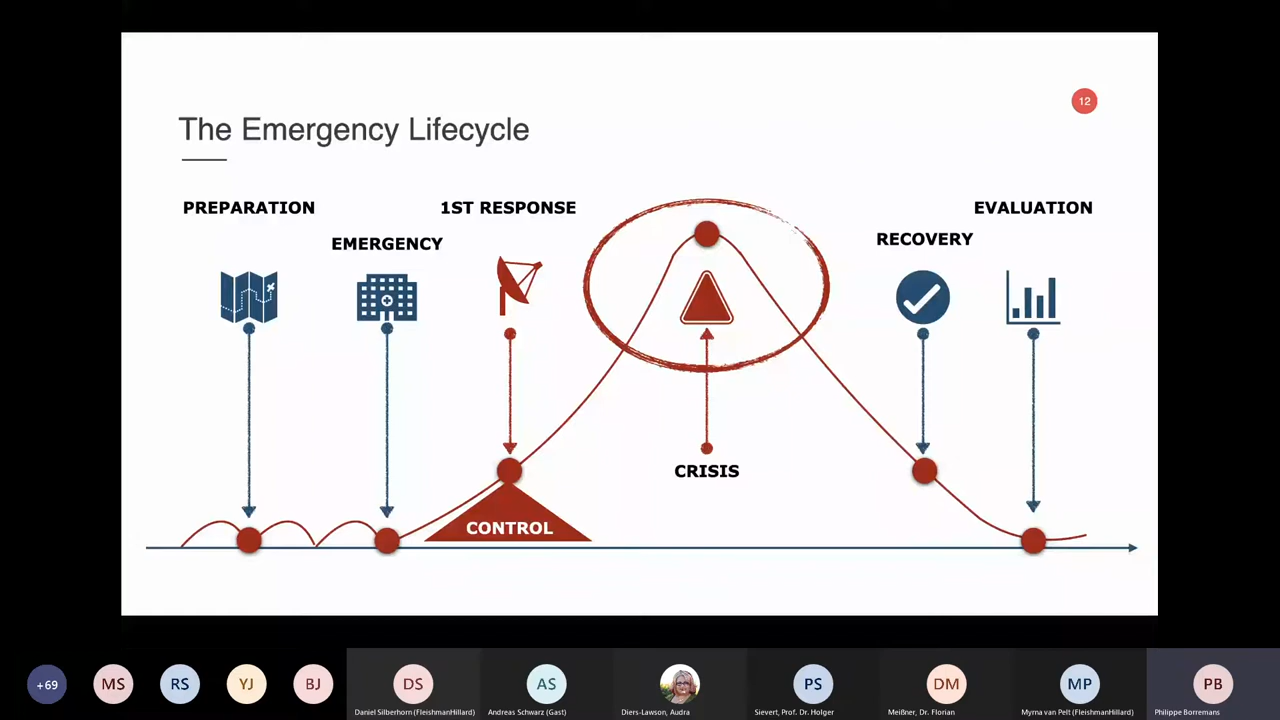 12
The Emergency Lifecycle
PREPARATION
EMERGENCY
1ST RESPONSE
RECOVERY
EVALUATION
CRISIS
CONTROL
+69
MS
RS
YJ
BJ
DS
AS
PS
DM
MP
PB
Daniel Silberhorn (FleishmanHillard)
Andreas Schwarz (Gast)
Diers-Lawson, Audra
Sievert, Prof. Dr. Holger
Meißner, Dr. Florian
Myrna van Pelt (FleishmanHillard)
Philippe Borremans